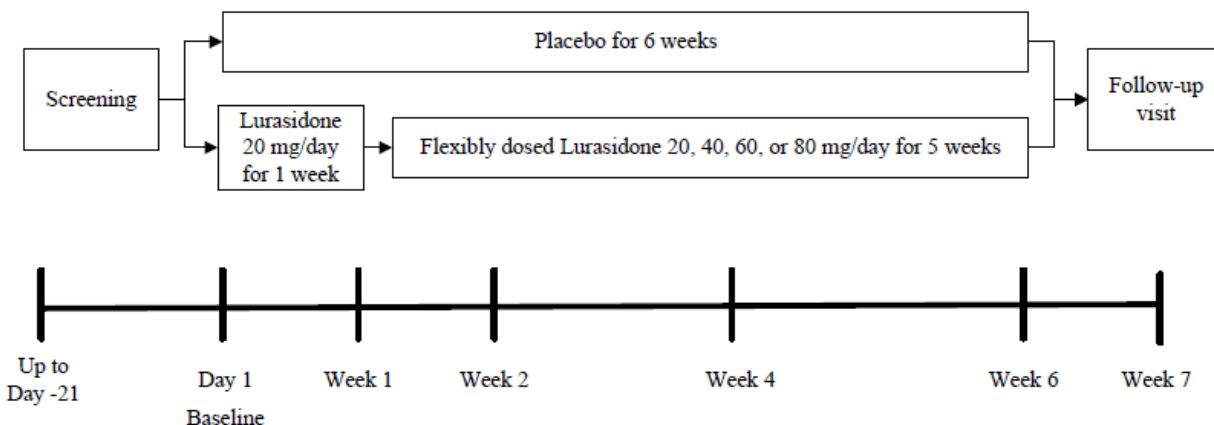 Placebo for 6 weeks
Screening
Follow-up
visit
Lurasidone
20 mg/day
for 1 week
Flexibly dosed Lurasidone 20, 40, 60, or 80 mg/day for 5 weeks
Up to
Day -21
Day 1
Baseline
Week 1
Week 2
Week 4
Week 6
Week 7